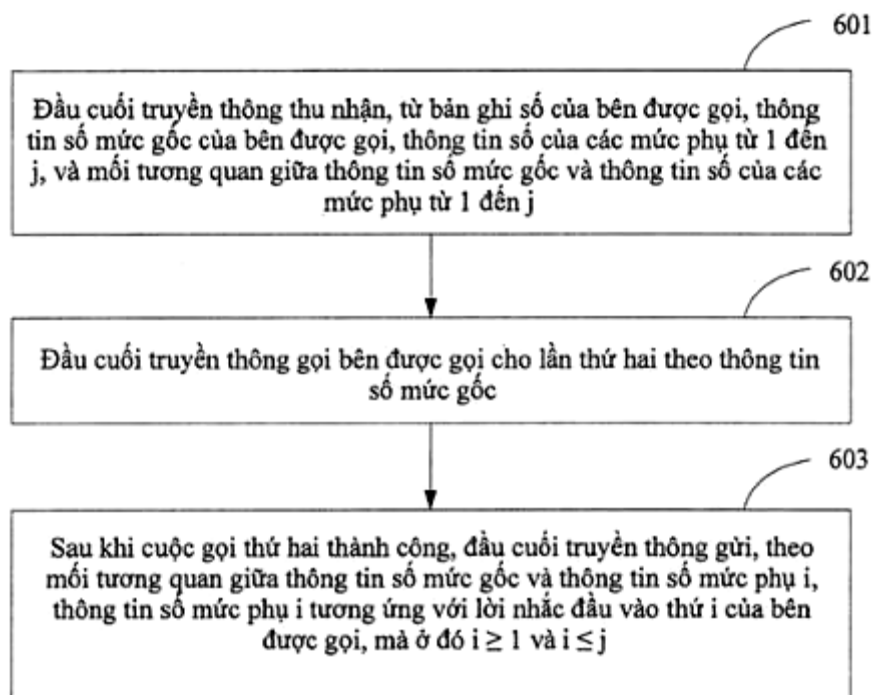 601
Đầu cuối truyền thông thu nhận, từ bản ghi số của bên được gọi, thông
tin số mức gốc của bên được gọi, thông tin số của các mức phụ từ 1 đến
j, và mối tương quan giữa thông tin số mức gốc và thông tin số của các
mức phụ từ 1 đến j
602
Đầu cuối truyền thông gọi bên được gọi cho lần thứ hai theo thông tin
số mức gốc
603
Sau khi cuộc gọi thứ hai thành công, đầu cuối truyền thông gửi, theo
mối tương quan giữa thông tin số mức gốc và thông tin số mức phụ i,
thông tin số mức phụ i tương ứng với lời nhắc đầu vào thứ i của bên
được gọi, mà ở đó i ≥ 1 và i ≤ j